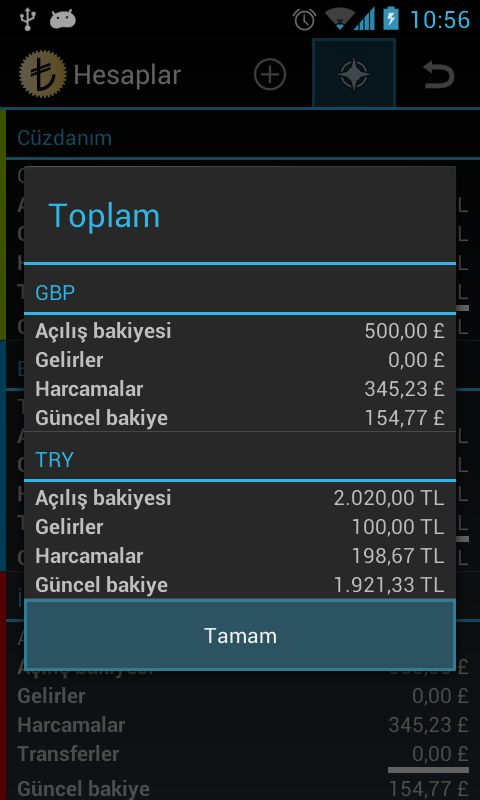 10:56
Hesaplar
Cüzdanım
Toplam
GBP
Açılış bakiyesi 500,00 £
Gelirler 0,00 £
Harcamalar 345,23 £
Güncel bakiye 154,77 £
TRY
Açılış bakiyesi 2.020,00 TL
Gelirler 100,00 TL
Harcamalar 198,67 TL
Güncel bakiye 1.921,33 TL
Tamam
Açılış bakiyesi 500,00 £
Gelirler 0,00 £
Harcamalar 345,23 £
Transferler 0,00 £
Güncel bakiye 154,77 £